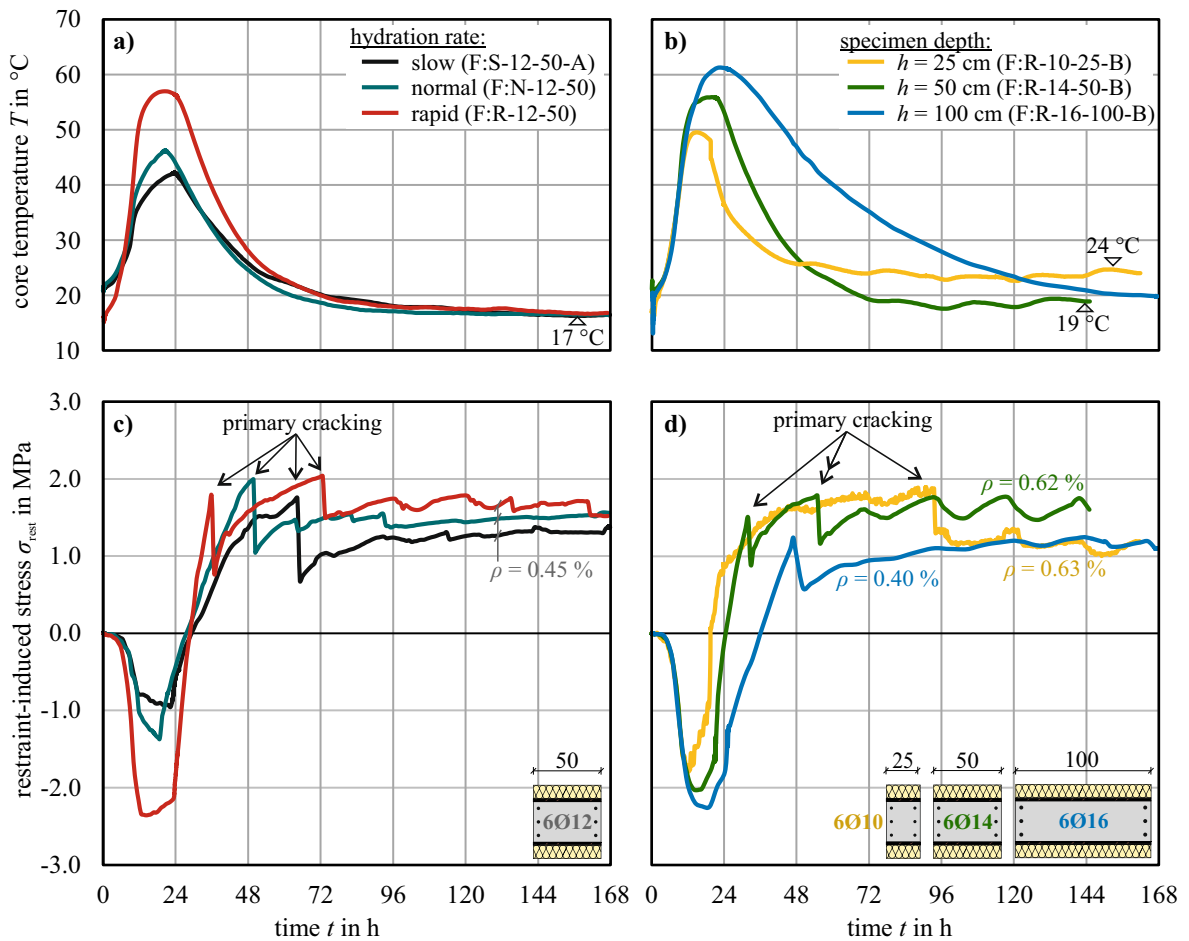 a)
hydration rate:
slow (F:S-12-50-A)
normal (F:N-12-50)
rapid (F:R-12-50)
core temperature T in °C
70
60
50
40
30
20
10
17 °C
b)
specimen depth:
h = 25 cm (F:R-10-25-B)
h = 50 cm (F:R-14-50-B)
h = 100 cm (F:R-16-100-B)
24 °C
19 °C
c)
primary cracking
restraint-induced stress σrest in MPa
3.0
2.0
1.0
0.0
-1.0
-2.0
-3.0
ρ = 0.45 %
50
6Ø12
0 24 48 72 96 120 144 168
time t in h
d)
primary cracking
ρ = 0.62 %
ρ = 0.40 %
ρ = 0.63 %
25 50 100
6Ø10 6Ø14 6Ø16
0 24 48 72 96 120 144 168
time t in h